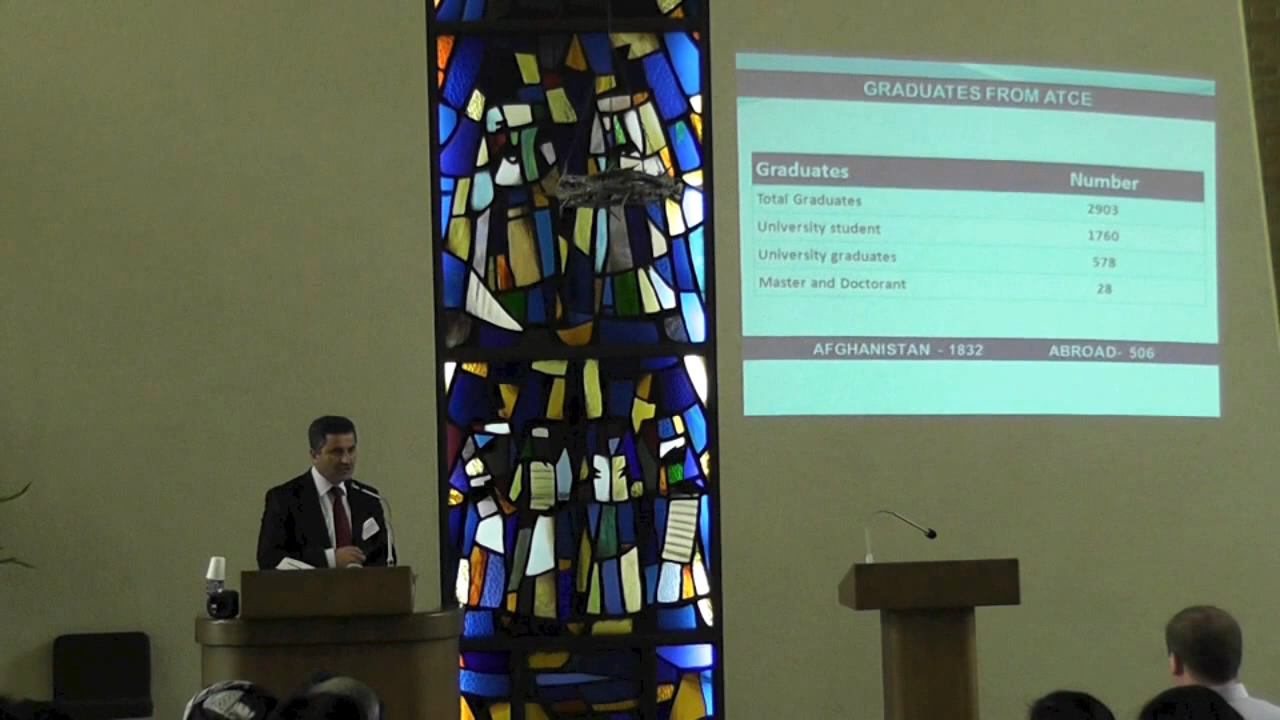 GRADUATES FROM ATCE
Graduates Number
Total Graduates 2903
University student 1760
University graduates 578
Master and Doctorant 28
AFGHANISTAN - 1832 ABROAD- 506